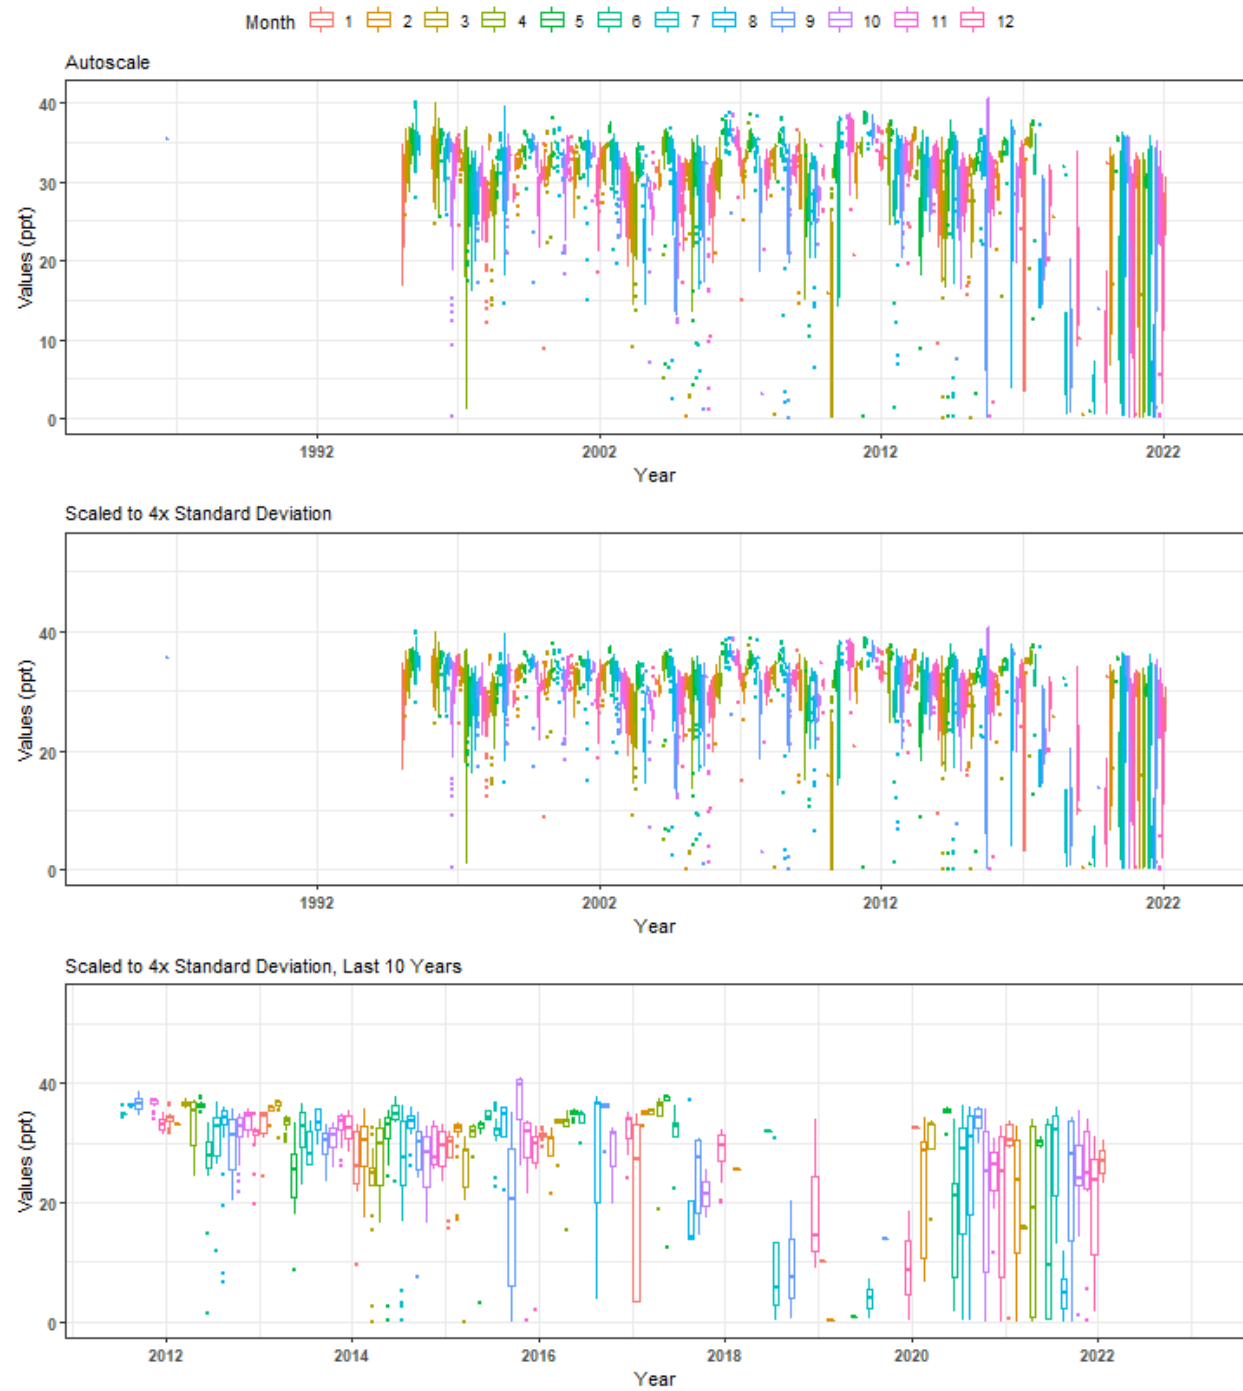 Month 1 2 3 4 5 6 7 8 9 10 11 12
Autoscale
40
30
20
10
0
Values (ppt)
1992 2002 2012 2022
Year
Scaled to 4x Standard Deviation
40
20
0
Values (ppt)
1992 2002 2012 2022
Year
Scaled to 4x Standard Deviation, Last 10 Years
40
20
0
Values (ppt)
2012 2014 2016 2018 2020 2022
Year